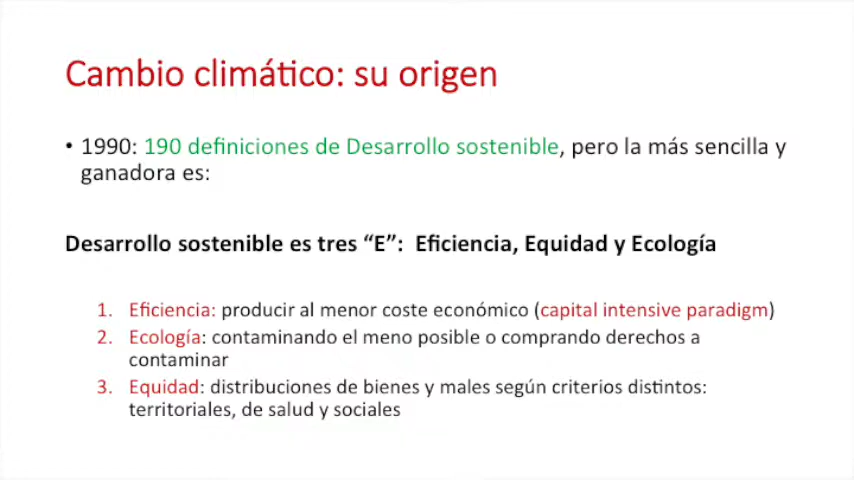 Cambio climático: su origen
• 1990: 190 definiciones de Desarrollo sostenible, pero la más sencilla y
ganadora es:
Desarrollo sostenible es tres “E”: Eficiencia, Equidad y Ecología
1. Eficiencia: producir al menor coste económico (capital intensive paradigm)
2. Ecología: contaminando el meno posible o comprando derechos a
contaminar
3. Equidad: distribuciones de bienes y males según criterios distintos:
territoriales, de salud y sociales